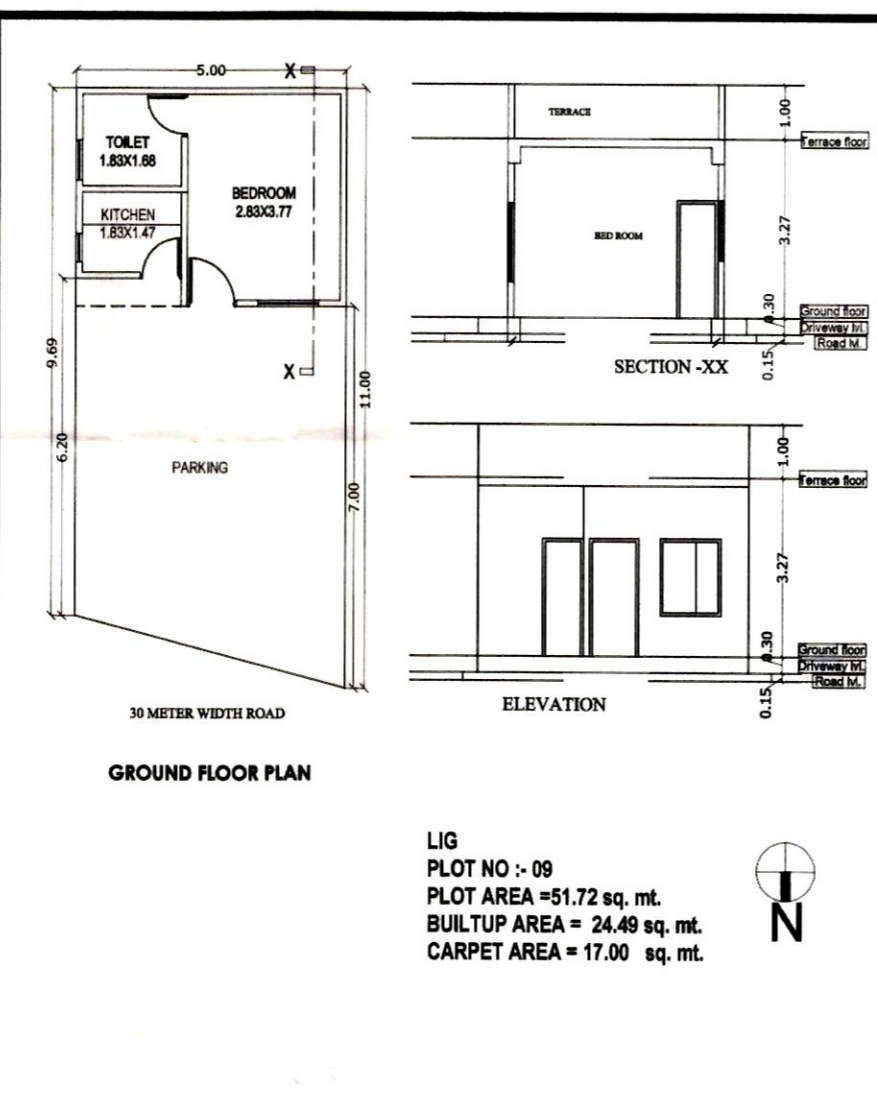 5.00
X
TOILET
1.83X1.68
BEDROOM
2.83X3.77
KITCHEN
1.83X1.47
9.69
6.20
X
11.00
7.00
PARKING
30 METER WIDTH ROAD
GROUND FLOOR PLAN
TERRACE
1.00
Terrace floor
BED ROOM
3.27
0.30
Ground floor
Driveway lvl.
Road lvl.
0.15
SECTION -XX
1.00
Terrace floor
3.27
0.30
Ground floor
Driveway lvl.
Road lvl.
0.15
ELEVATION
LIG
PLOT NO :- 09
PLOT AREA =51.72 sq. mt.
BUILTUP AREA = 24.49 sq. mt.
CARPET AREA = 17.00 sq. mt.
N